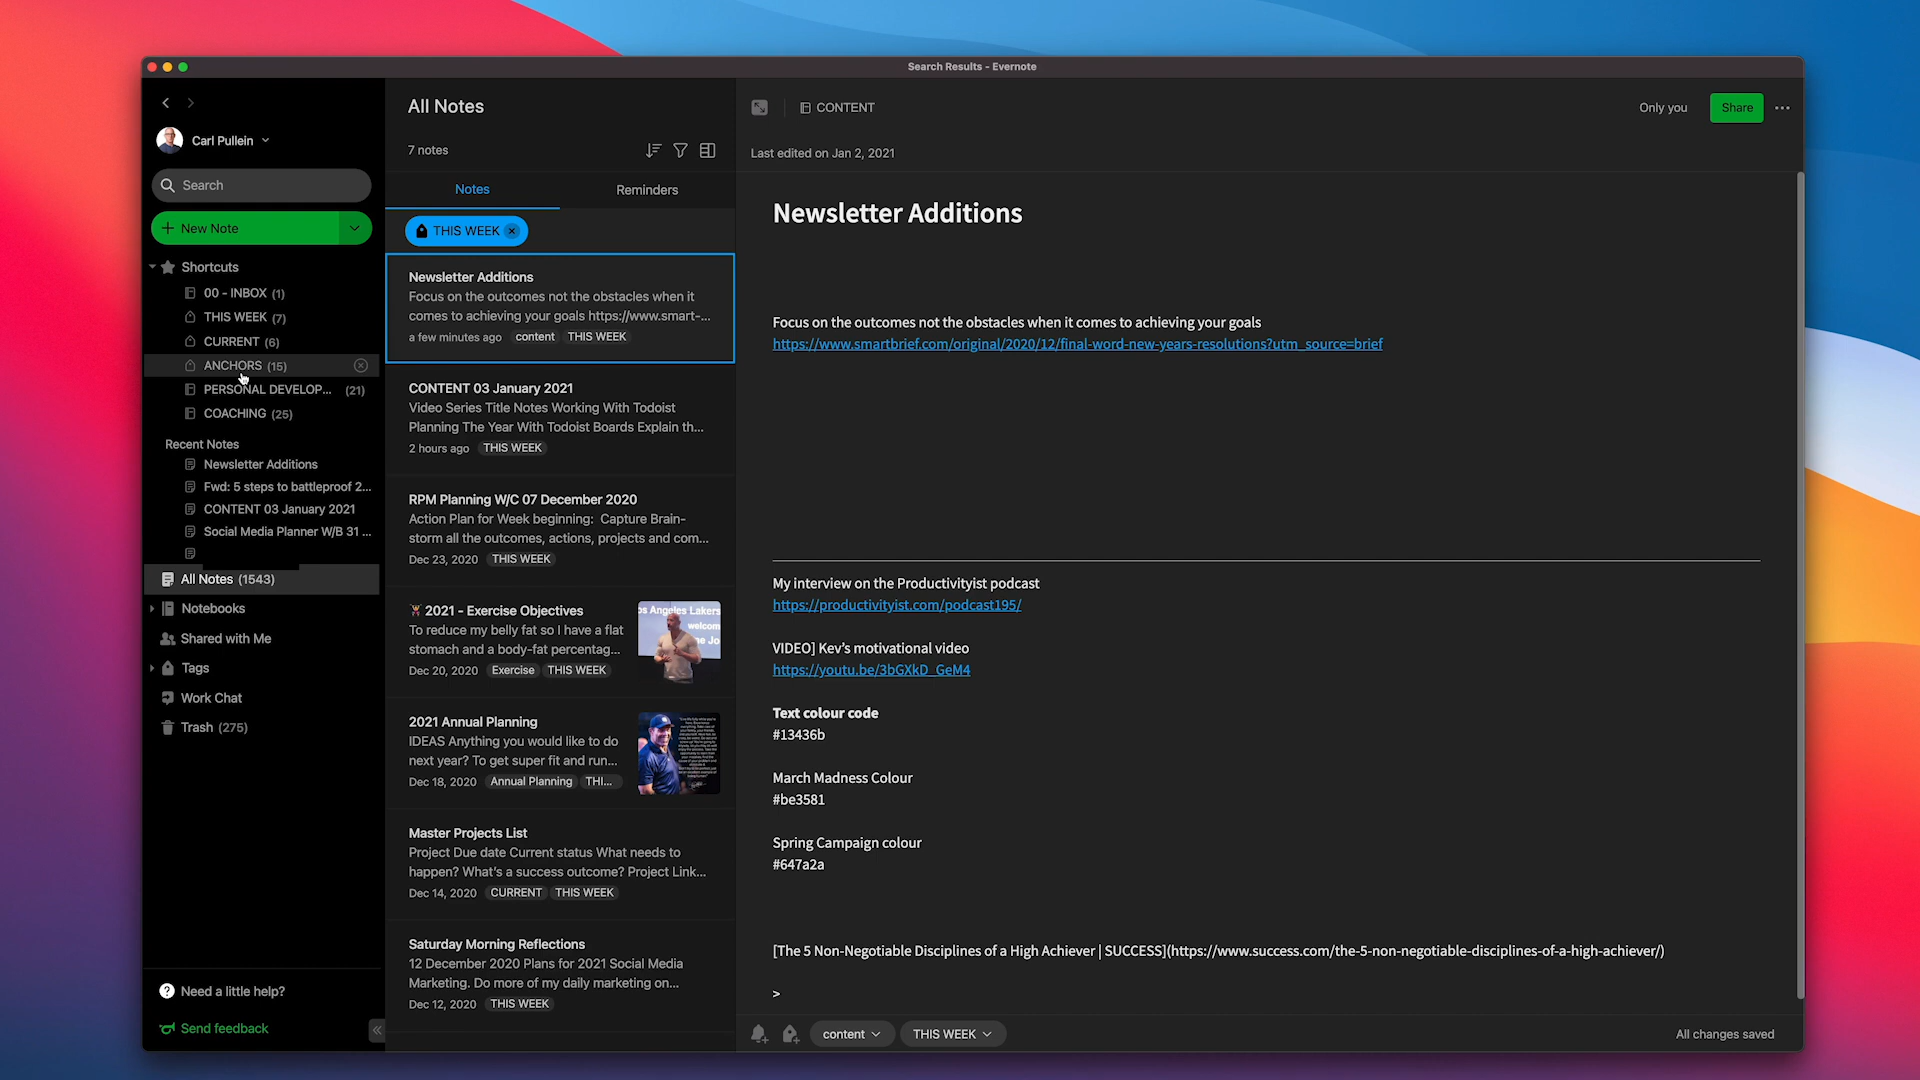 Search Results - Evernote
Carl Pullein
Search
New Note
Shortcuts
00 - INBOX (1)
THIS WEEK (7)
CURRENT (6)
ANCHORS (15)
PERSONAL DEVELOP... (21)
COACHING (25)
Recent Notes
Newsletter Additions
Fwd: 5 steps to battleproof 2...
CONTENT 03 January 2021
Social Media Planner W/B 31 ...
All Notes (1543)
Notebooks
Shared with Me
Tags
Work Chat
Trash (275)
Need a little help?
Send feedback
All Notes
7 notes
Notes
Reminders
THIS WEEK
Newsletter Additions
Focus on the outcomes not the obstacles when it
comes to achieving your goals https://www.smart-...
a few minutes ago content THIS WEEK
CONTENT 03 January 2021
Video Series Title Notes Working With Todoist
Planning The Year With Todoist Boards Explain th...
2 hours ago THIS WEEK
RPM Planning W/C 07 December 2020
Action Plan for Week beginning: Capture Brain-
storm all the outcomes, actions, projects and com...
Dec 23, 2020 THIS WEEK
2021 - Exercise Objectives
To reduce my belly fat so I have a flat
stomach and a body-fat percentag...
Dec 20, 2020 Exercise THIS WEEK
os Angeles Lakers
welcom
ne Jo
2021 Annual Planning
IDEAS Anything you would like to do
next year? To get super fit and run...
Dec 18, 2020 Annual Planning THI...
Master Projects List
Project Due date Current status What needs to
happen? What's a success outcome? Project Link...
Dec 14, 2020 CURRENT THIS WEEK
Saturday Morning Reflections
12 December 2020 Plans for 2021 Social Media
Marketing. Do more of my daily marketing on...
Dec 12, 2020 THIS WEEK
CONTENT
Only you
Share
Last edited on Jan 2, 2021
Newsletter Additions
Focus on the outcomes not the obstacles when it comes to achieving your goals
https://www.smartbrief.com/original/2020/12/final-word-new-years-resolutions?utm_source=brief
My interview on the Productivityist podcast
https://productivityist.com/podcast195/
VIDEO] Kev's motivational video
https://youtu.be/3bGXkD_GeM4
Text colour code
#13436b
March Madness Colour
#be3581
Spring Campaign colour
#647a2a
[The 5 Non-Negotiable Disciplines of a High Achiever | SUCCESS](https://www.success.com/the-5-non-negotiable-disciplines-of-a-high-achiever/)
>
content
THIS WEEK
All changes saved